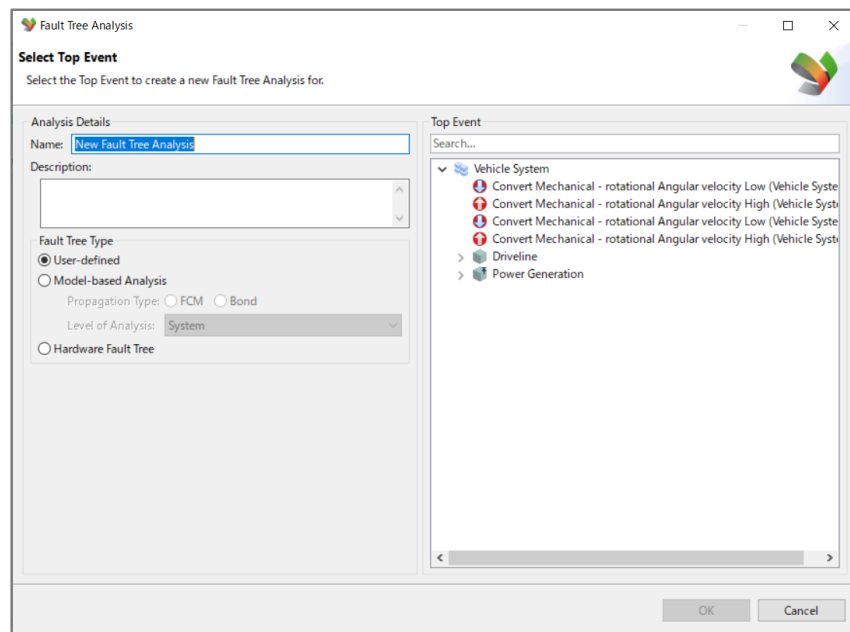 Fault Tree Analysis
Select Top Event
Select the Top Event to create a new Fault Tree Analysis for.
Analysis Details
Name: New Fault Tree Analysis
Description:
Fault Tree Type
User-defined
Model-based Analysis
Propagation Type: FCM Bond
Level of Analysis: System
Hardware Fault Tree
Top Event
Search...
Vehicle System
Convert Mechanical - rotational Angular velocity Low (Vehicle Syste
Convert Mechanical - rotational Angular velocity High (Vehicle Syst
Convert Mechanical - rotational Angular velocity Low (Vehicle Syste
Convert Mechanical - rotational Angular velocity High (Vehicle Syst
Driveline
Power Generation
OK Cancel